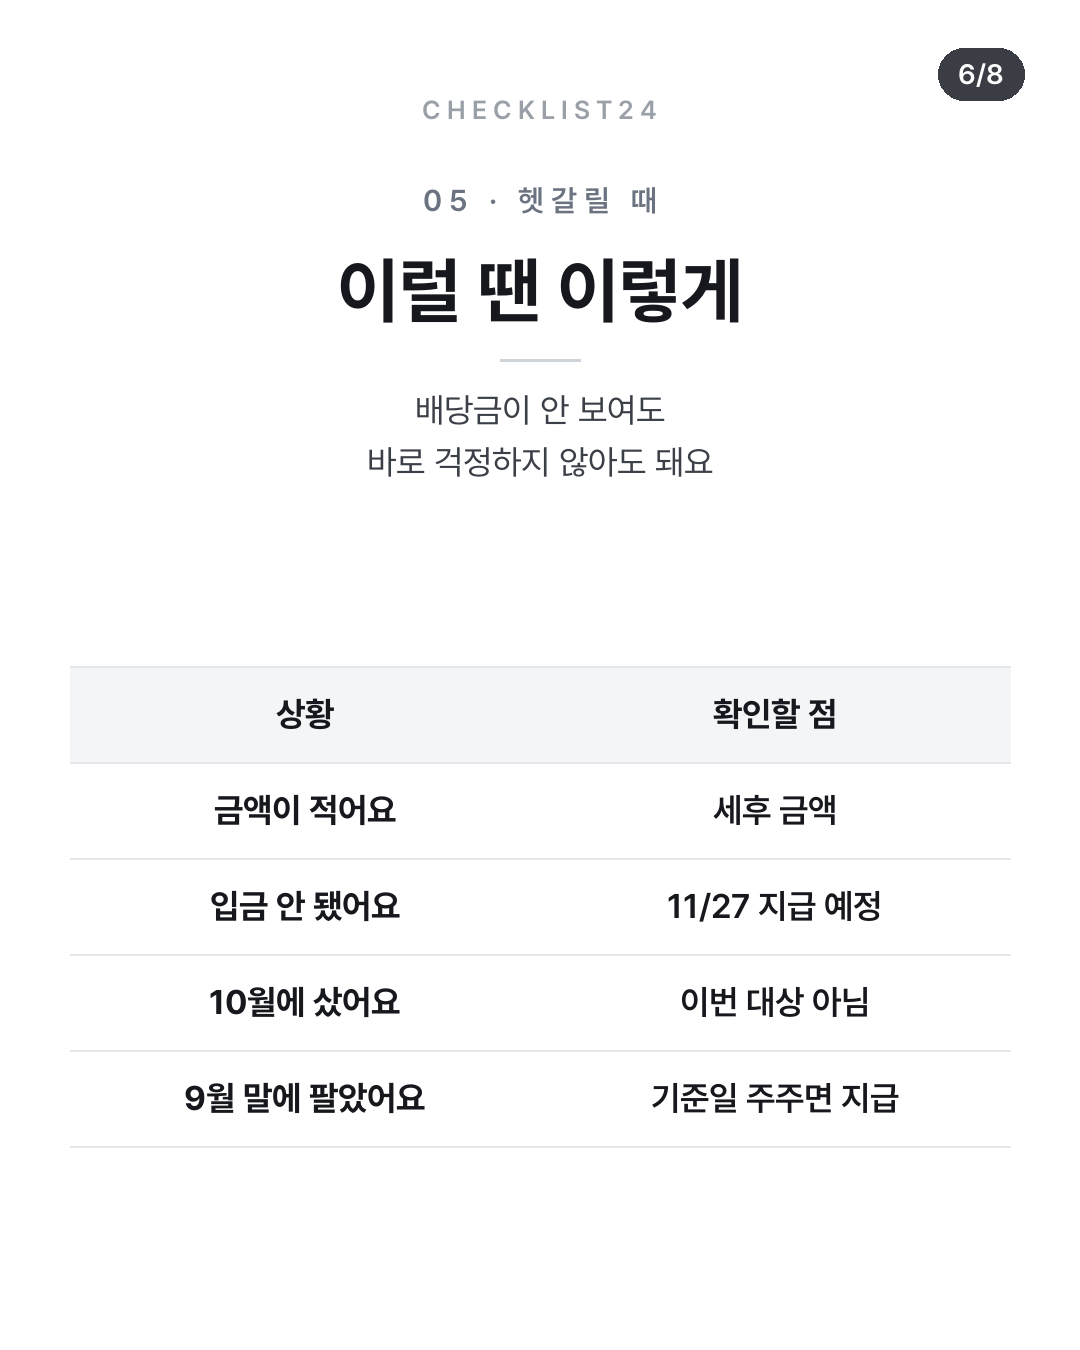 6/8
CHECKLIST24
05 · 헷갈릴 때
이럴 땐 이렇게
배당금이 안 보여도
바로 걱정하지 않아도 돼요
상황 확인할 점
금액이 적어요 세후 금액
입금 안 됐어요 11/27 지급 예정
10월에 샀어요 이번 대상 아님
9월 말에 팔았어요 기준일 주주면 지급